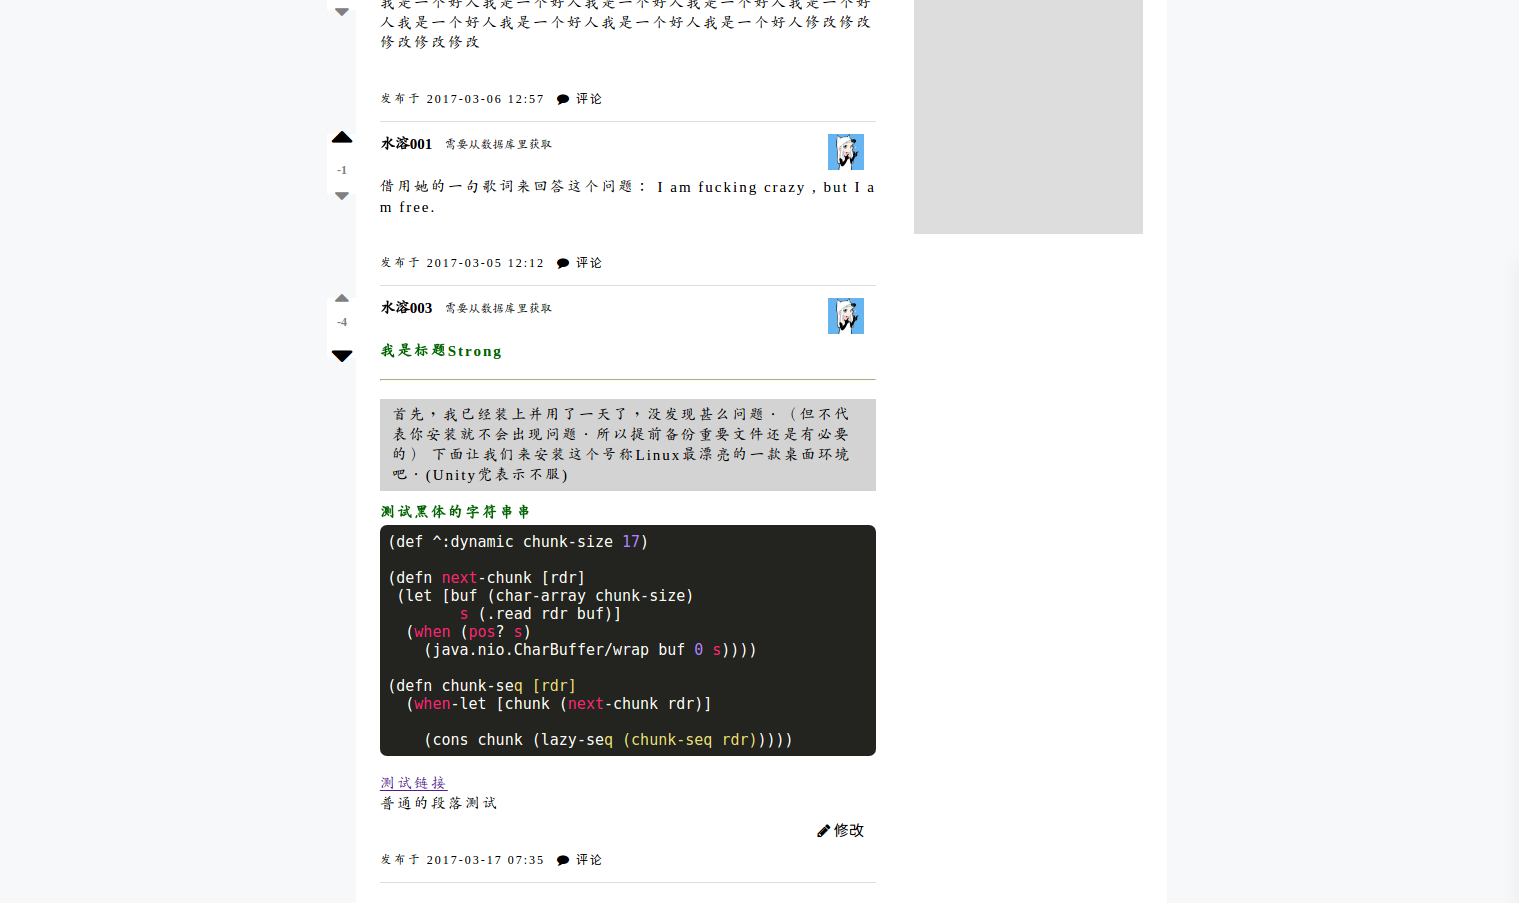 我是一个好人我是一个好人我是一个好人我是一个好人我是一个好
人我是一个好人我是一个好人我是一个好人我是一个好人修改修改
修改修改修改
发布于 2017-03-06 12:57 评论
水溶001 需要从数据库里获取
-1
借用她的一句歌词来回答这个问题： I am fucking crazy , but I a
m free.
发布于 2017-03-05 12:12 评论
水溶003 需要从数据库里获取
-4
我是标题Strong
首先，我已经装上并用了一天了，没发现甚么问题．（但不代
表你安装就不会出现问题．所以提前备份重要文件还是有必要
的） 下面让我们来安装这个号称Linux最漂亮的一款桌面环境
吧．(Unity党表示不服)
测试黑体的字符串串
(def ^:dynamic chunk-size 17)
(defn next-chunk [rdr]
 (let [buf (char-array chunk-size)
        s (.read rdr buf)]
  (when (pos? s)
    (java.nio.CharBuffer/wrap buf 0 s))))
(defn chunk-seq [rdr]
  (when-let [chunk (next-chunk rdr)]
    (cons chunk (lazy-seq (chunk-seq rdr)))))
测试链接
普通的段落测试
修改
发布于 2017-03-17 07:35 评论